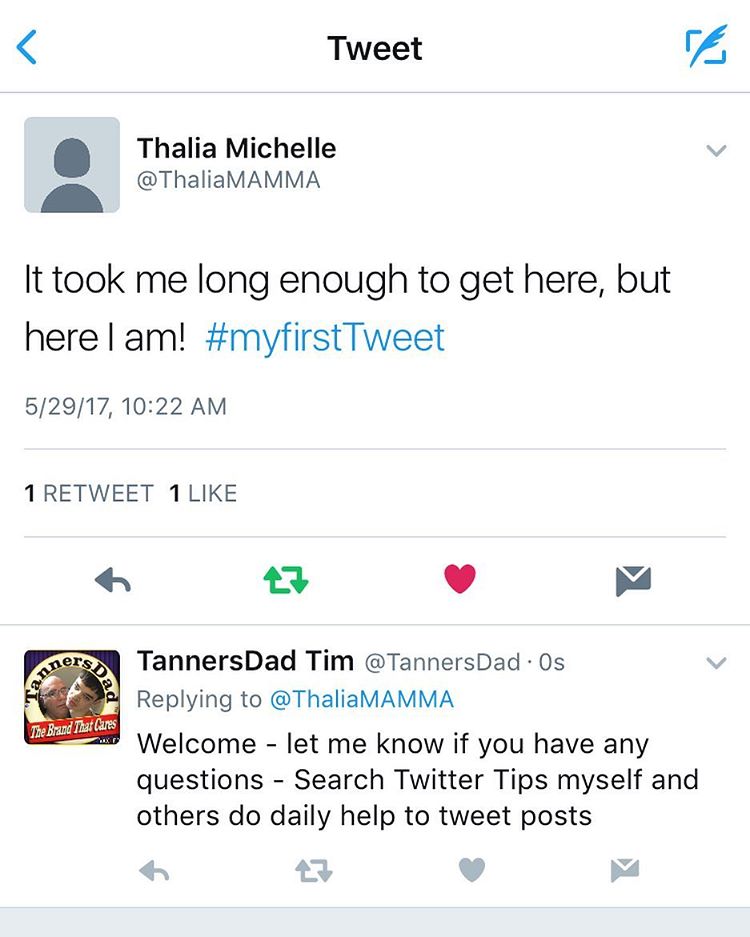 Tweet
Thalia Michelle
@ThaliaMAMMA
It took me long enough to get here, but
here I am! #myfirstTweet
5/29/17, 10:22 AM
1 RETWEET 1 LIKE
TannersDad
The Brand That Cares
TannersDad Tim @TannersDad · 0s
Replying to @ThaliaMAMMA
Welcome - let me know if you have any
questions - Search Twitter Tips myself and
others do daily help to tweet posts